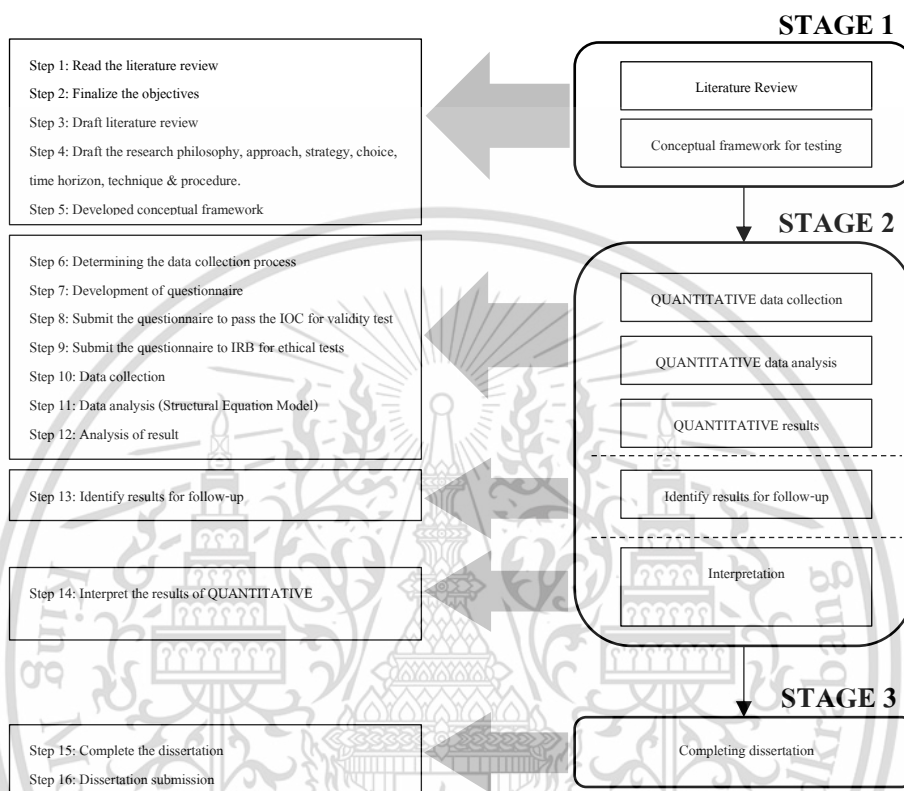 STAGE 1
Step 1: Read the literature review
Step 2: Finalize the objectives
Step 3: Draft literature review
Step 4: Draft the research philosophy, approach, strategy, choice,
time horizon, technique & procedure.
Step 5: Developed conceptual framework
Literature Review
Conceptual framework for testing
STAGE 2
Step 6: Determining the data collection process
Step 7: Development of questionnaire
Step 8: Submit the questionnaire to pass the IOC for validity test
Step 9: Submit the questionnaire to IRB for ethical tests
Step 10: Data collection
Step 11: Data analysis (Structural Equation Model)
Step 12: Analysis of result
QUANTITATIVE data collection
QUANTITATIVE data analysis
QUANTITATIVE results
Step 13: Identify results for follow-up
Identify results for follow-up
Step 14: Interpret the results of QUANTITATIVE
Interpretation
STAGE 3
Step 15: Complete the dissertation
Step 16: Dissertation submission
Completing dissertation
King